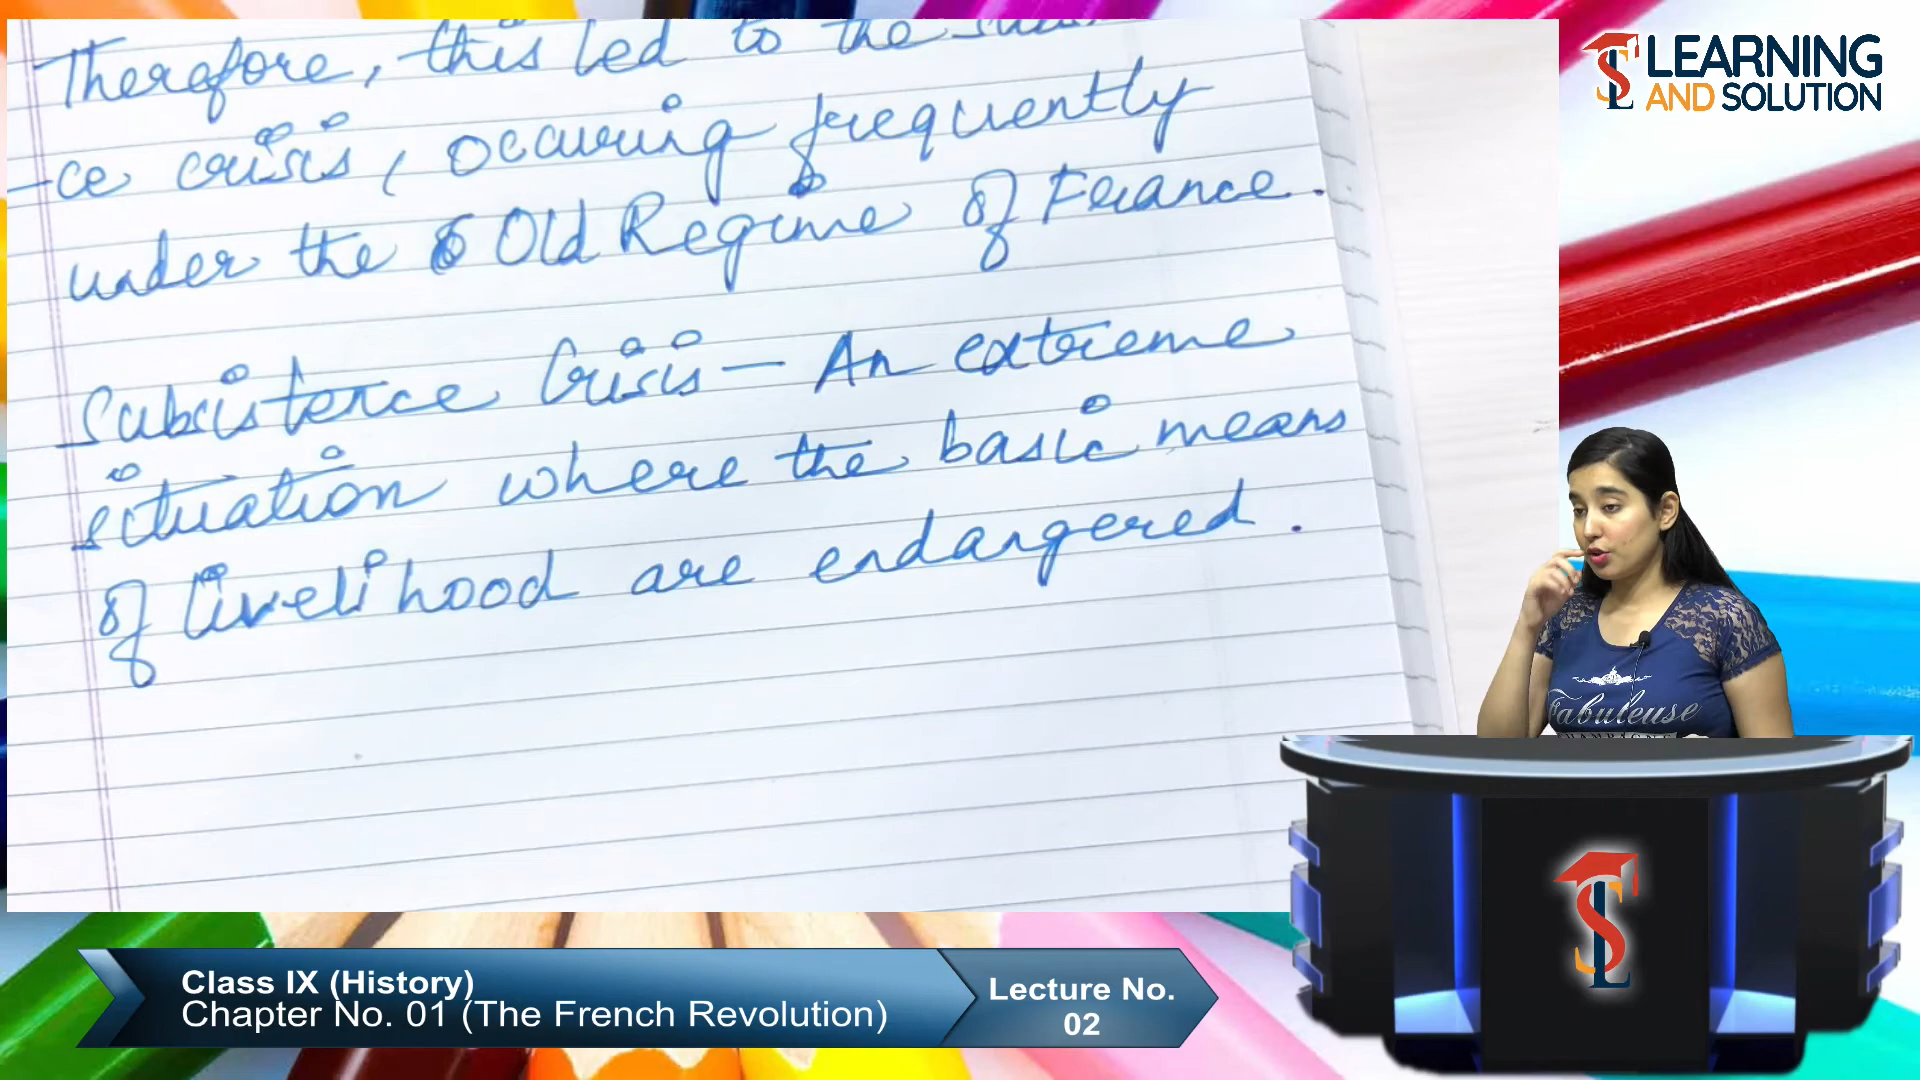 Therefore, this led to the
-ce crisis, occuring frequently
under the Old Regime of France.
Subsistence Crisis - An extreme
situation where the basic means
of livelihood are endangered.
LEARNING
AND SOLUTION
Fabuleuse
Class IX (History)
Chapter No. 01 (The French Revolution)
Lecture No.
02